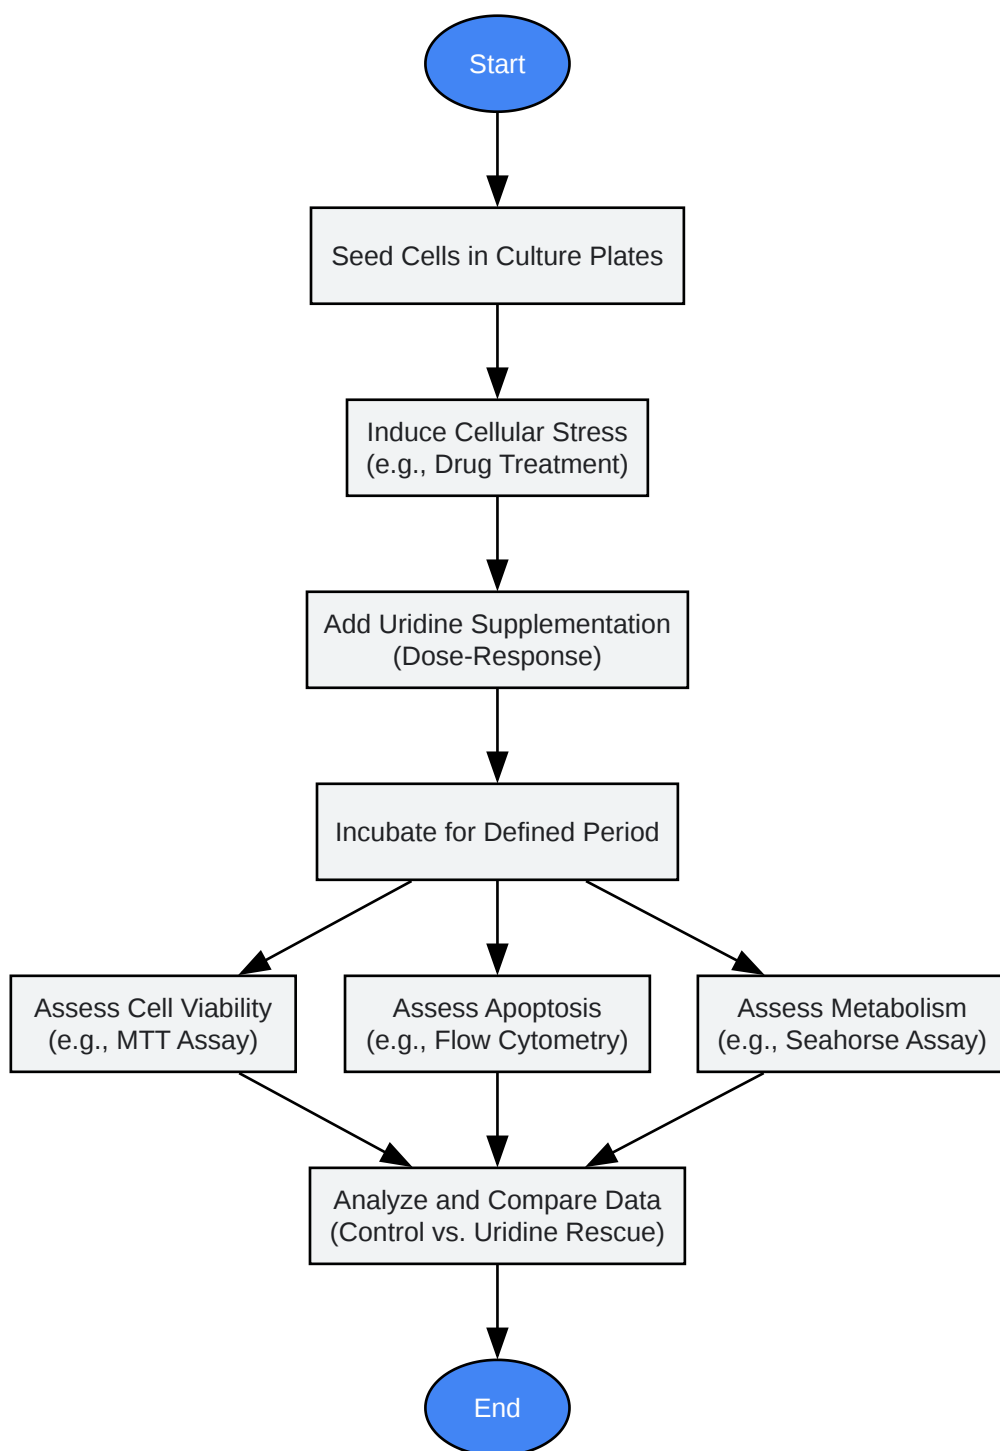 Start
Seed Cells in Culture Plates
Induce Cellular Stress
(e.g., Drug Treatment)
Add Uridine Supplementation
(Dose-Response)
Incubate for Defined Period
Assess Cell Viability
(e.g., MTT Assay)
Assess Apoptosis
(e.g., Flow Cytometry)
Assess Metabolism
(e.g., Seahorse Assay)
Analyze and Compare Data
(Control vs. Uridine Rescue)
End